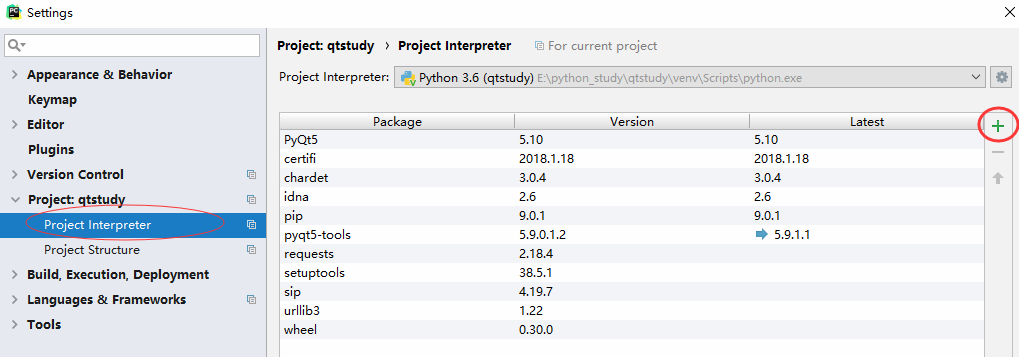 Settings
Project: qtstudy › Project Interpreter For current project
Appearance & Behavior
Keymap
Editor
Plugins
Version Control
Project: qtstudy
Project Interpreter
Project Structure
Build, Execution, Deployment
Languages & Frameworks
Tools
Project Interpreter: Python 3.6 (qtstudy) E:\python_study\qtstudy\venv\Scripts\python.exe
Package Version Latest
PyQt5 5.10 5.10
certifi 2018.1.18 2018.1.18
chardet 3.0.4 3.0.4
idna 2.6 2.6
pip 9.0.1 9.0.1
pyqt5-tools 5.9.0.1.2 5.9.1.1
requests 2.18.4
setuptools 38.5.1
sip 4.19.7
urllib3 1.22
wheel 0.30.0